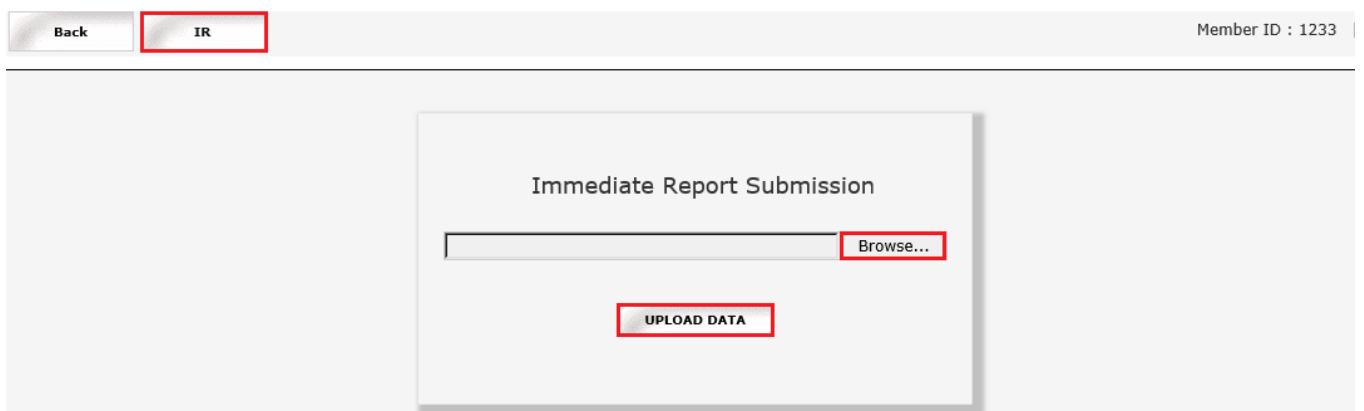 Back IR Member ID : 1233 |
Immediate Report Submission
Browse...
UPLOAD DATA